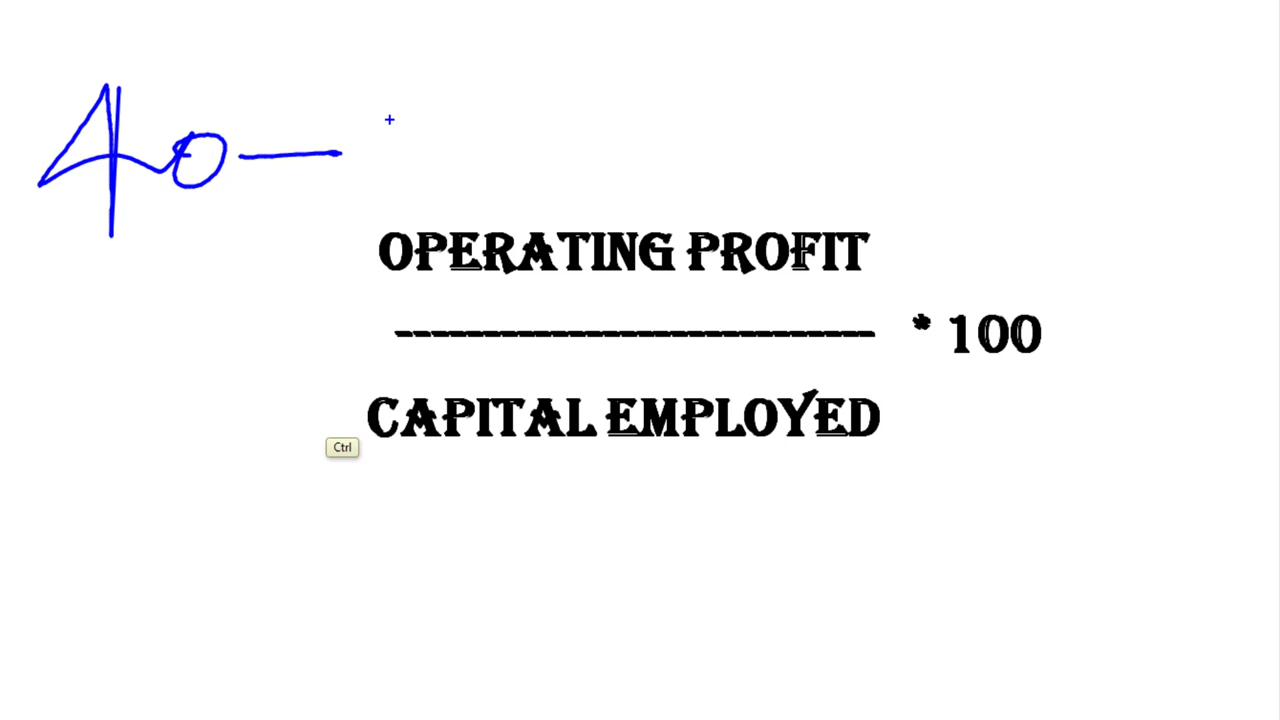 40 —
OPERATING PROFIT
--------------------------- * 100
CAPITAL EMPLOYED
Ctrl